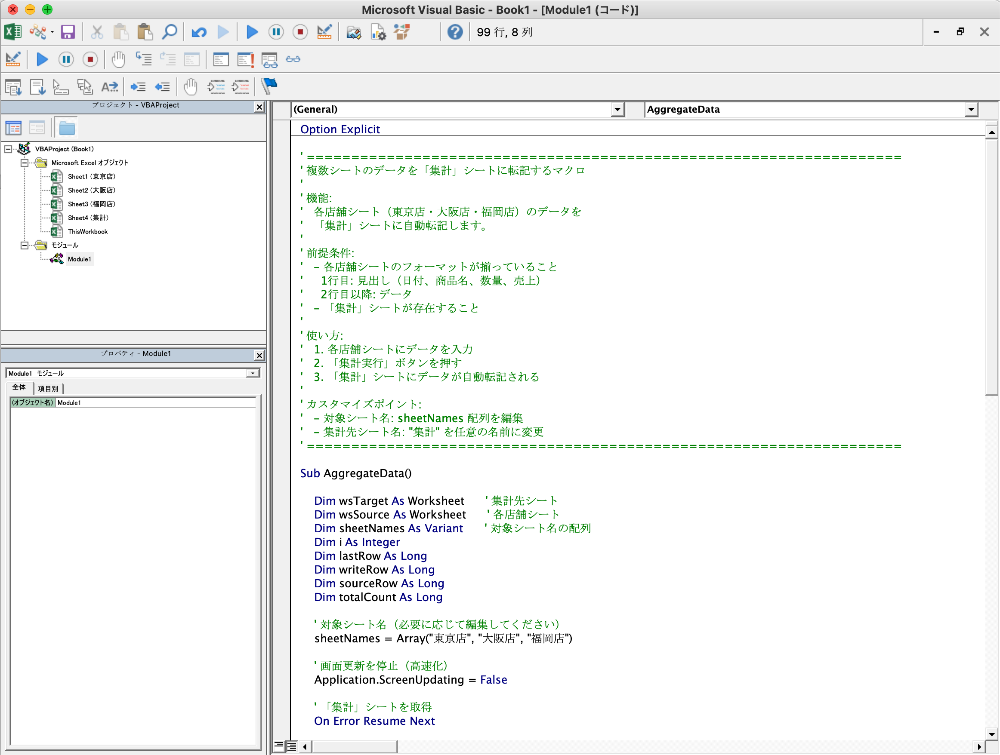 Microsoft Visual Basic - Book1 - [Module1 (コード)]
99 行, 8 列
プロジェクト - VBAProject
VBAProject (Book1)
Microsoft Excel オブジェクト
Sheet1 (東京店)
Sheet2 (大阪店)
Sheet3 (福岡店)
Sheet4 (集計)
ThisWorkbook
モジュール
Module1
プロパティ - Module1
Module1 モジュール
全体
項目別
(オブジェクト名) Module1
(General)
AggregateData
Option Explicit
' ===================================================================
' 複数シートのデータを「集計」シートに転記するマクロ
'
' 機能:
'   各店舗シート（東京店・大阪店・福岡店）のデータを
'   「集計」シートに自動転記します。
'
' 前提条件:
'   - 各店舗シートのフォーマットが揃っていること
'     1行目: 見出し（日付、商品名、数量、売上）
'     2行目以降: データ
'   - 「集計」シートが存在すること
'
' 使い方:
'   1. 各店舗シートにデータを入力
'   2. 「集計実行」ボタンを押す
'   3. 「集計」シートにデータが自動転記される
'
' カスタマイズポイント:
'   - 対象シート名: sheetNames 配列を編集
'   - 集計先シート名: "集計" を任意の名前に変更
' ===================================================================
Sub AggregateData()
Dim wsTarget As Worksheet      ' 集計先シート
Dim wsSource As Worksheet      ' 各店舗シート
Dim sheetNames As Variant      ' 対象シート名の配列
Dim i As Integer
Dim lastRow As Long
Dim writeRow As Long
Dim sourceRow As Long
Dim totalCount As Long
' 対象シート名（必要に応じて編集してください）
sheetNames = Array("東京店", "大阪店", "福岡店")
' 画面更新を停止（高速化）
Application.ScreenUpdating = False
' 「集計」シートを取得
On Error Resume Next